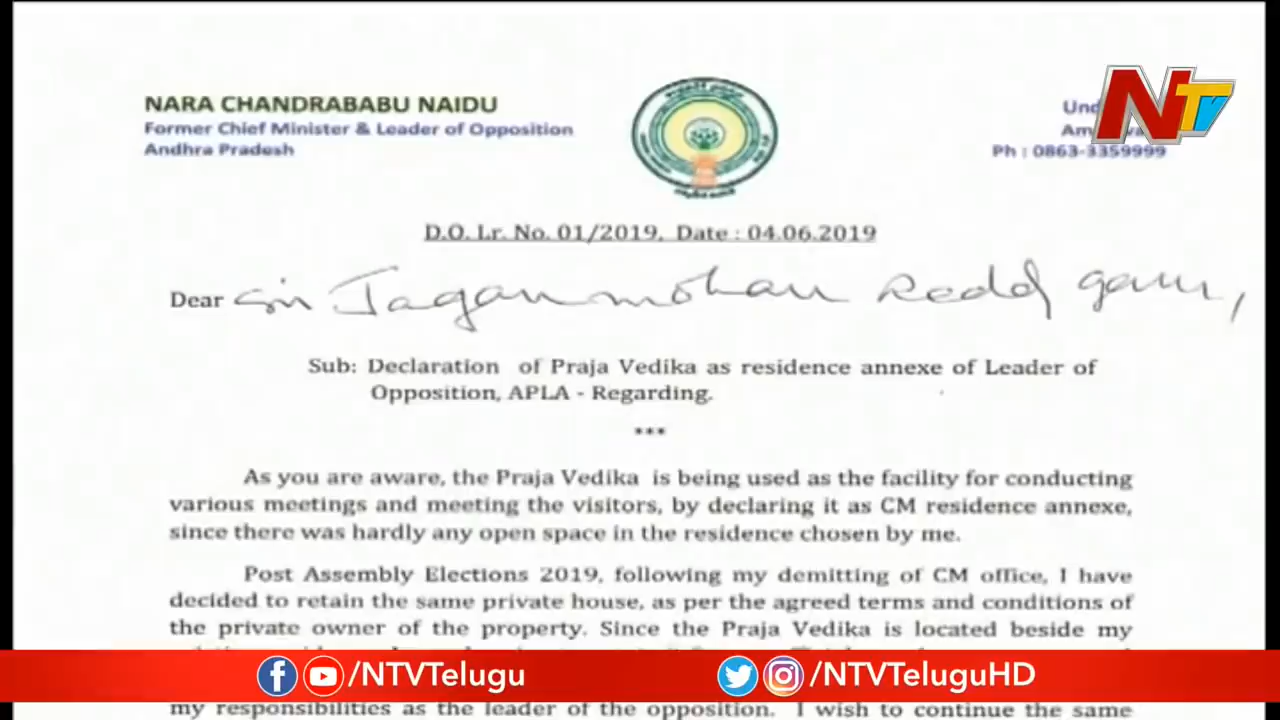 NARA CHANDRABABU NAIDU
Former Chief Minister & Leader of Opposition
Andhra Pradesh
NTV
Ph : 0863-3359999
D.O. Lr. No. 01/2019, Date : 04.06.2019
Dear Sri Jaganmohan Reddy garu,
Sub: Declaration of Praja Vedika as residence annexe of Leader of
Opposition, APLA - Regarding.
***
As you are aware, the Praja Vedika is being used as the facility for conducting
various meetings and meeting the visitors, by declaring it as CM residence annexe,
since there was hardly any open space in the residence chosen by me.
Post Assembly Elections 2019, following my demitting of CM office, I have
decided to retain the same private house, as per the agreed terms and conditions of
the private owner of the property. Since the Praja Vedika is located beside my
/NTVTelugu
/NTVTeluguHD
my responsibilities as the leader of the opposition. I wish to continue the same